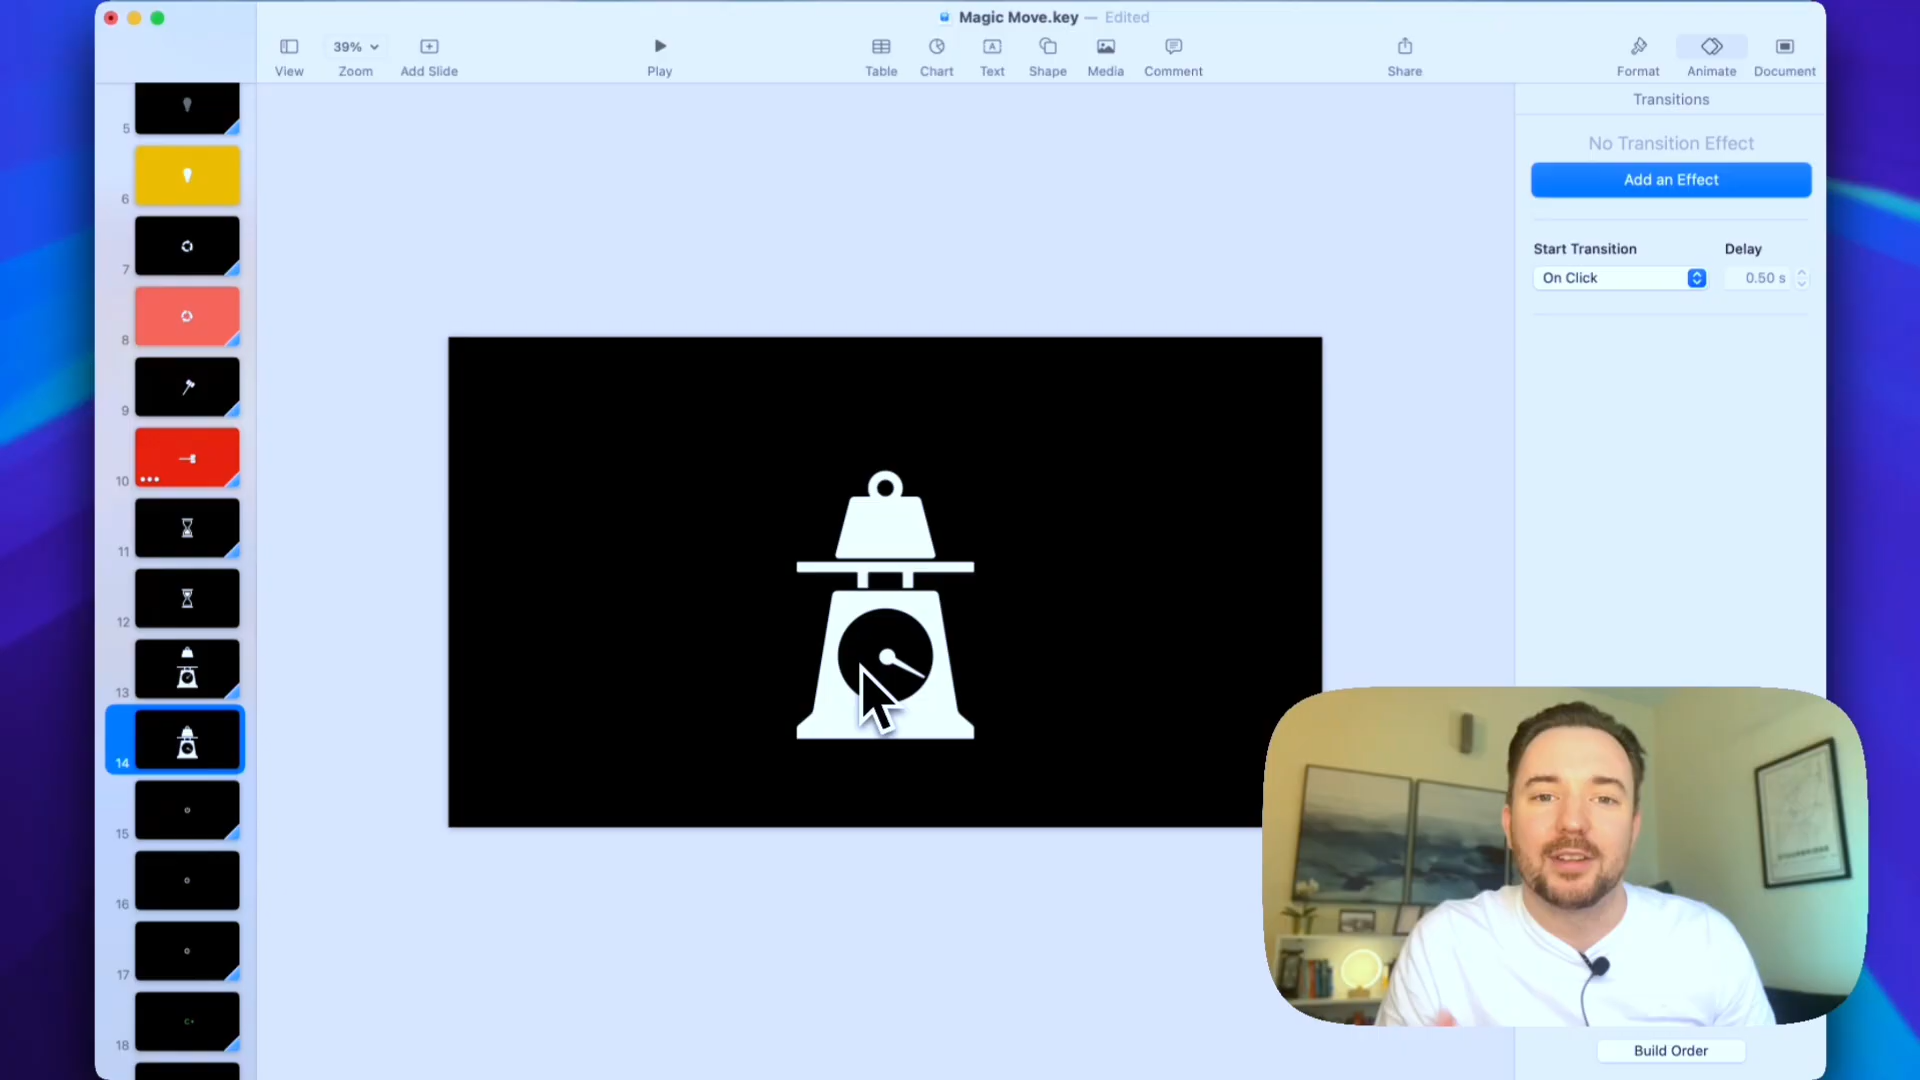 Magic Move.key — Edited
39%
View
Zoom
Add Slide
Play
Table
Chart
Text
Shape
Media
Comment
Share
Format
Animate
Document
Transitions
No Transition Effect
Add an Effect
Start Transition
Delay
On Click
0.50 s
5
6
7
8
9
10
11
12
13
14
15
16
17
18
C+
Build Order